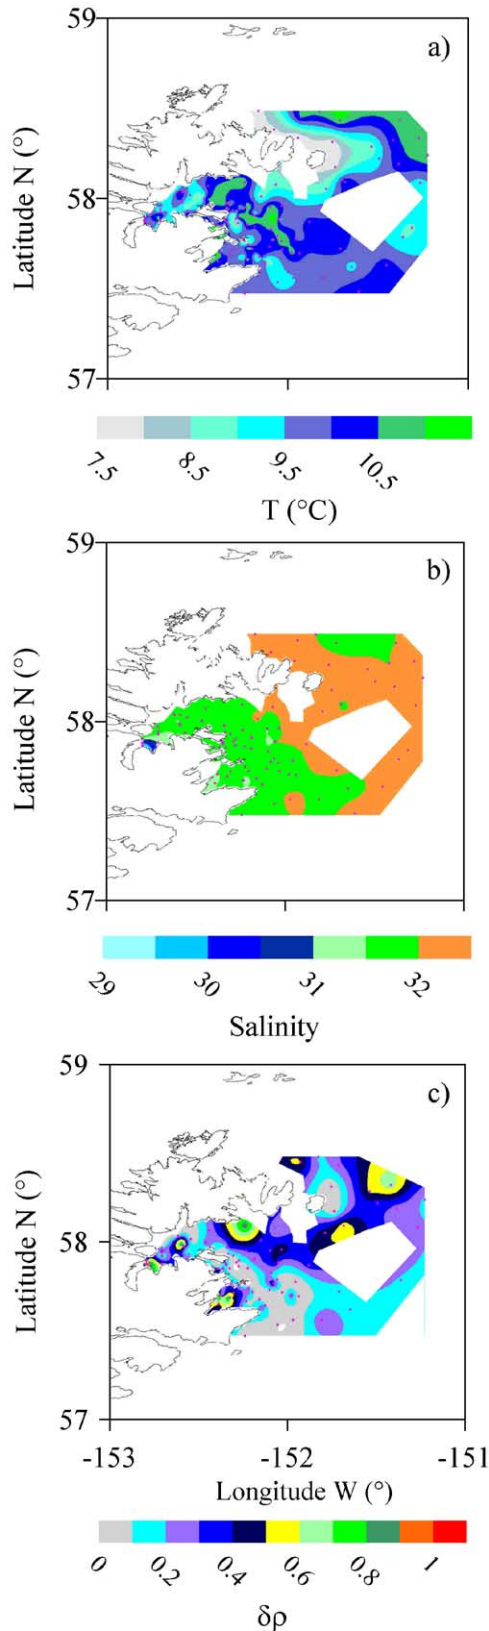 59
a)
Latitude N (°)
58
57
7.5 8.5 9.5 10.5
T (°C)
59
b)
Latitude N (°)
58
57
29 30 31 32
Salinity
59
c)
Latitude N (°)
58
57
-153 -152 -151
Longitude W (°)
0 0.2 0.4 0.6 0.8 1
δρ